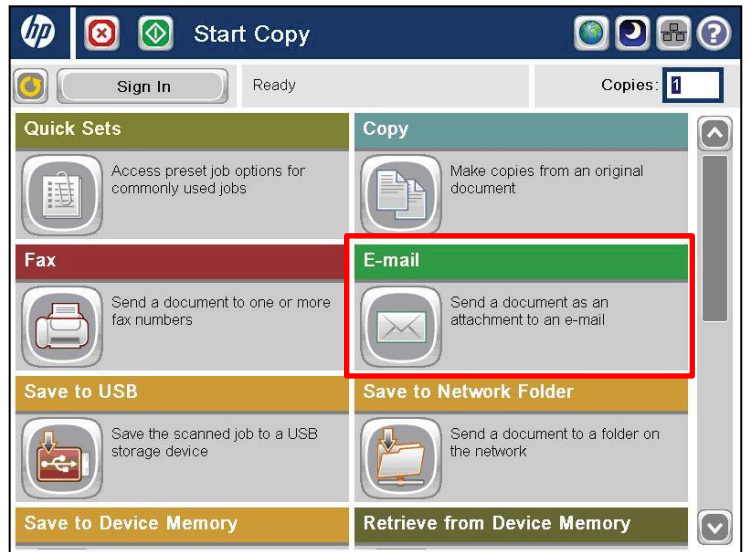 hp Start Copy
Sign In Ready Copies: 1
Quick Sets
Access preset job options for
commonly used jobs
Copy
Make copies from an original
document
Fax
Send a document to one or more
fax numbers
E-mail
Send a document as an
attachment to an e-mail
Save to USB
Save the scanned job to a USB
storage device
Save to Network Folder
Send a document to a folder on
the network
Save to Device Memory
Retrieve from Device Memory